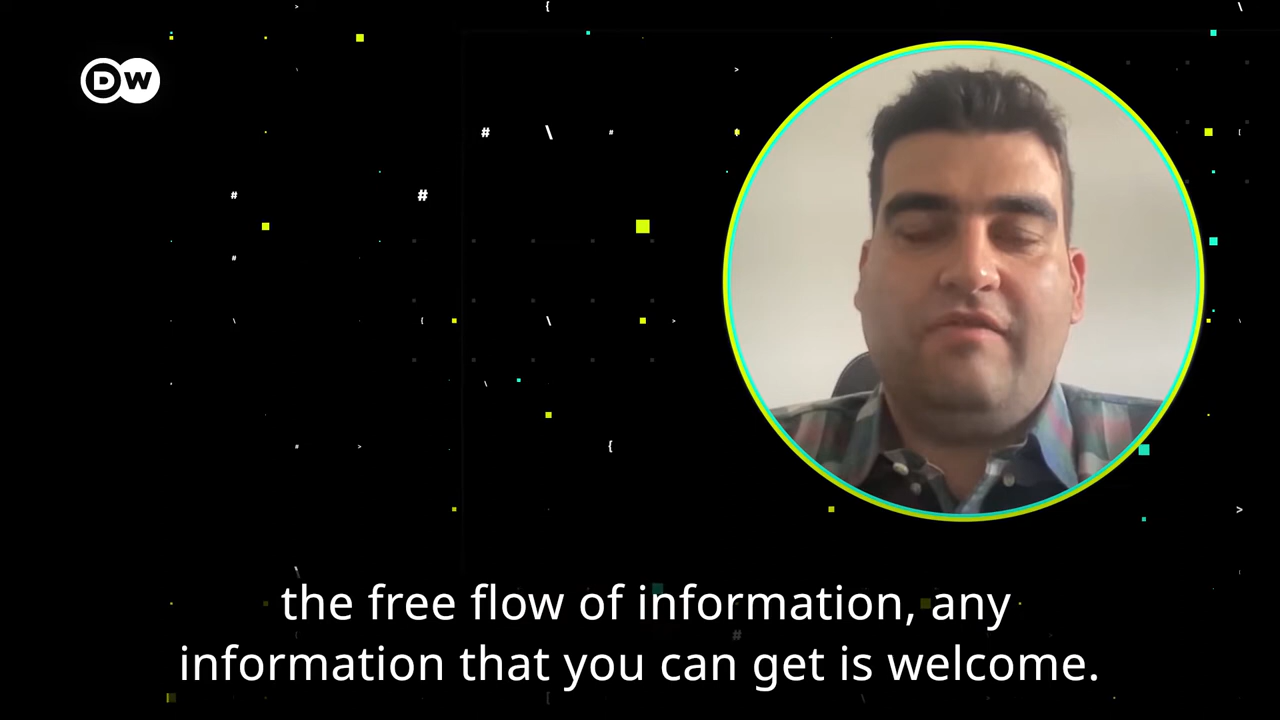 DW
the free flow of information, any
information that you can get is welcome.